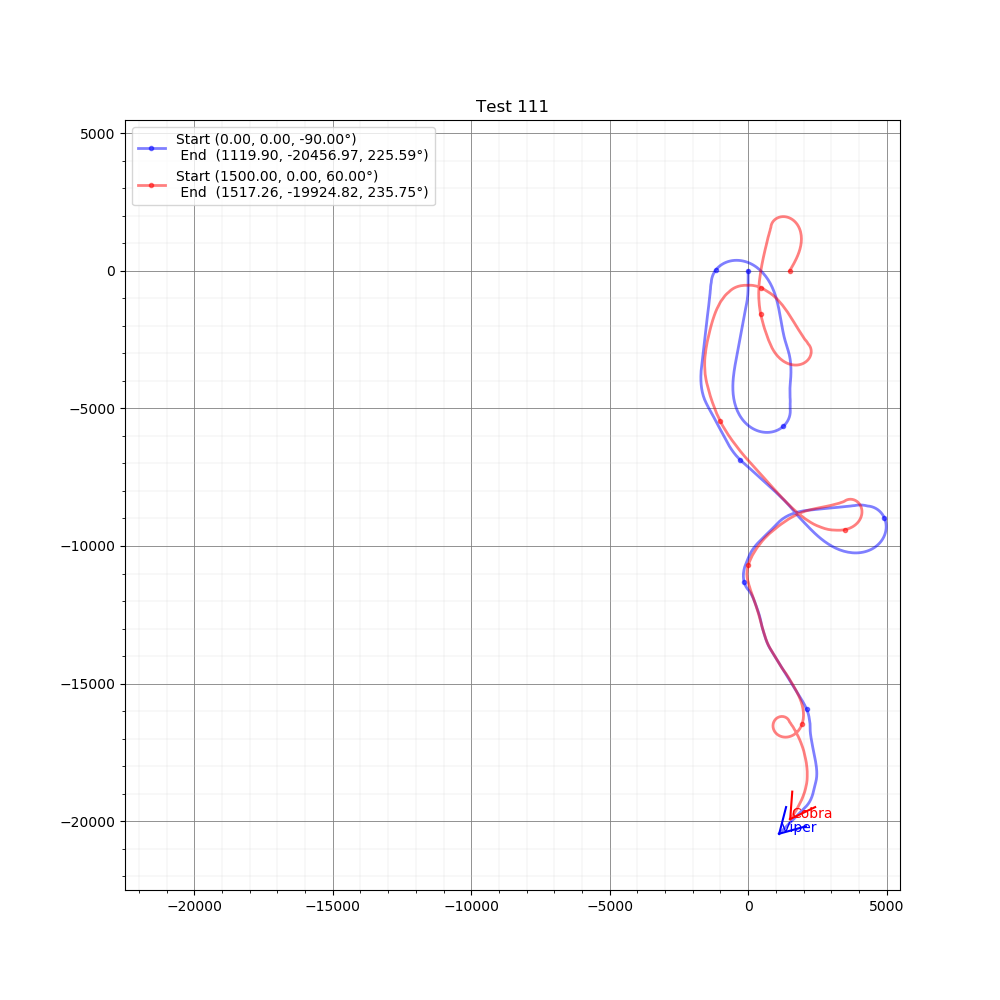 Test 111
Start (0.00, 0.00, -90.00°)
End (1119.90, -20456.97, 225.59°)
Start (1500.00, 0.00, 60.00°)
End (1517.26, -19924.82, 235.75°)
5000
0
−5000
−10000
−15000
−20000
Cobra
Viper
−20000 −15000 −10000 −5000 0 5000